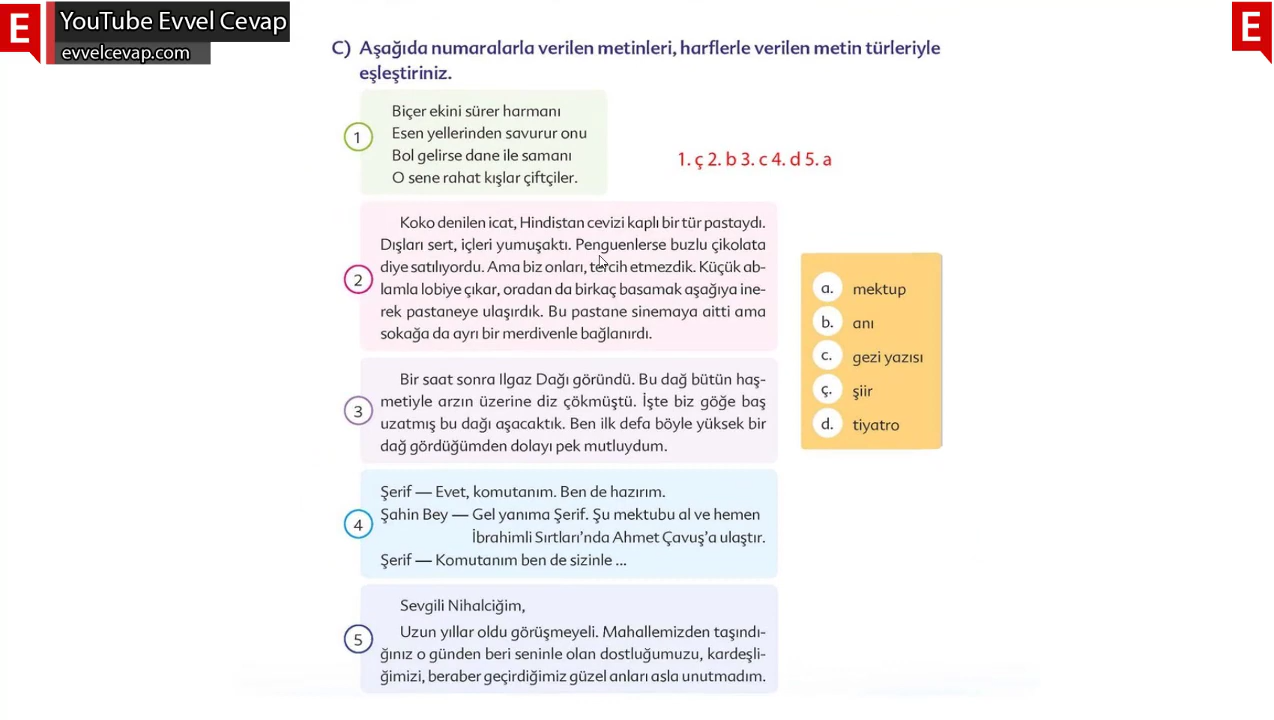 E
YouTube Evvel Cevap
evvelcevap.com
E
C) Aşağıda numaralarla verilen metinleri, harflerle verilen metin türleriyle
eşleştiriniz.
1
Biçer ekini sürer harmanı
Esen yellerinden savurur onu
Bol gelirse dane ile samanı
O sene rahat kışlar çiftçiler.
1. ç 2. b 3. c 4. d 5. a
2
Koko denilen icat, Hindistan cevizi kaplı bir tür pastaydı.
Dışları sert, içleri yumuşaktı. Penguenlerse buzlu çikolata
diye satılıyordu. Ama biz onları, tercih etmezdik. Küçük ab-
lamla lobiye çıkar, oradan da birkaç basamak aşağıya ine-
rek pastaneye ulaşırdık. Bu pastane sinemaya aitti ama
sokağa da ayrı bir merdivenle bağlanırdı.
3
Bir saat sonra Ilgaz Dağı göründü. Bu dağ bütün haş-
metiyle arzın üzerine diz çökmüştü. İşte biz göğe baş
uzatmış bu dağı aşacaktık. Ben ilk defa böyle yüksek bir
dağ gördüğümden dolayı pek mutluydum.
4
Şerif — Evet, komutanım. Ben de hazırım.
Şahin Bey — Gel yanıma Şerif. Şu mektubu al ve hemen
İbrahimli Sırtları'nda Ahmet Çavuş'a ulaştır.
Şerif — Komutanım ben de sizinle ...
5
Sevgili Nihalciğim,
Uzun yıllar oldu görüşmeyeli. Mahallemizden taşındı-
ğınız o günden beri seninle olan dostluğumuzu, kardeşli-
ğimizi, beraber geçirdiğimiz güzel anları asla unutmadım.
a. mektup
b. anı
c. gezi yazısı
ç. şiir
d. tiyatro